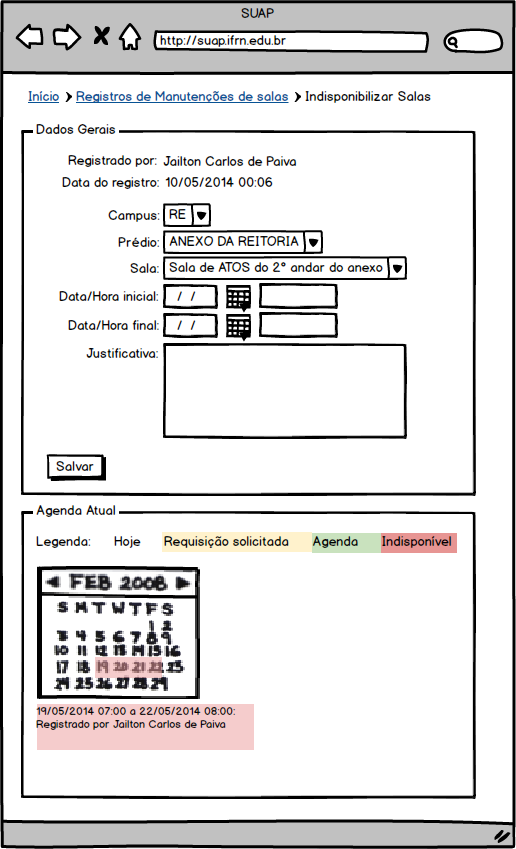 SUAP
http://suap.ifrn.edu.br
Início > Registros de Manutenções de salas > Indisponibilizar Salas
Dados Gerais
Registrado por: Jailton Carlos de Paiva
Data do registro: 10/05/2014 00:06
Campus: RE
Prédio: ANEXO DA REITORIA
Sala: Sala de ATOS do 2° andar do anexo
Data/Hora inicial: / /
Data/Hora final: / /
Justificativa:
Salvar
Agenda Atual
Legenda: Hoje Requisição solicitada Agenda Indisponível
FEB 2008
S M T W T F S
1 2
3 4 5 6 7 8 9
10 11 12 13 14 15 16
17 18 19 20 21 22 23
24 25 26 27 28 29
19/05/2014 07:00 a 22/05/2014 08:00:
Registrado por Jailton Carlos de Paiva